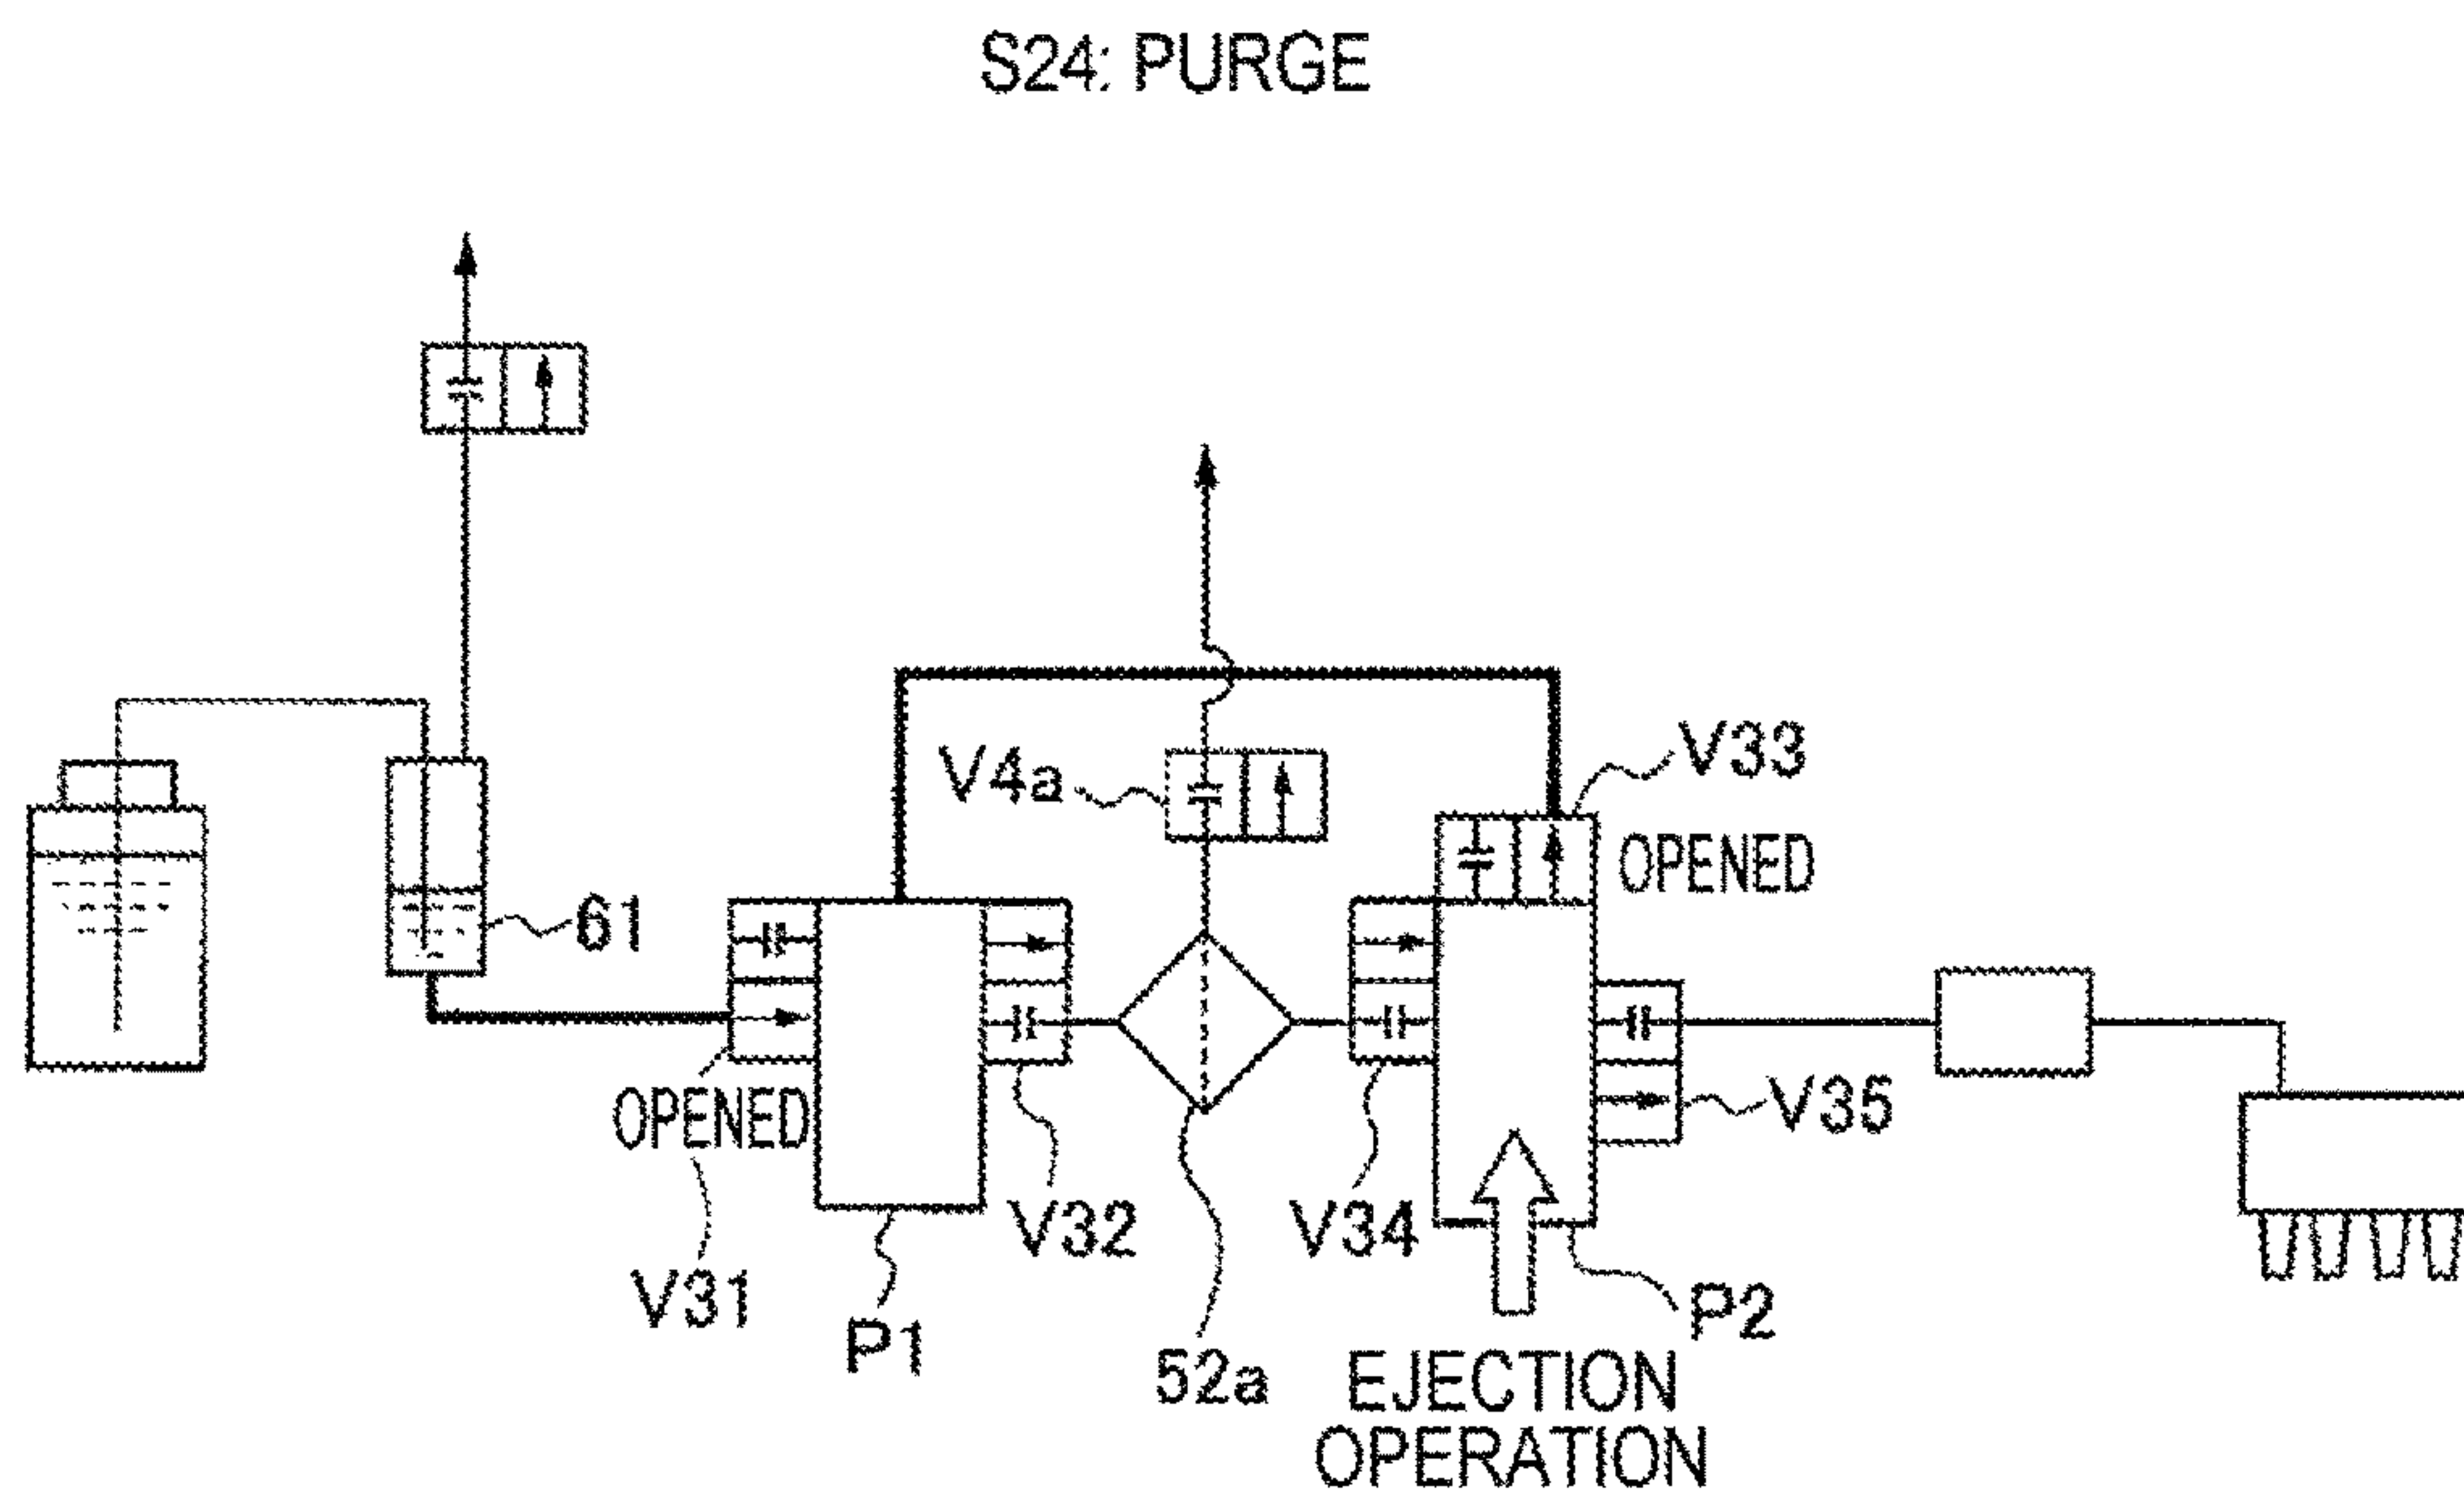 S24: PURGE
V4a
V33
OPENED
61
OPENED
V35
V32
V34
V31
P1
52a
P2
EJECTION
OPERATION